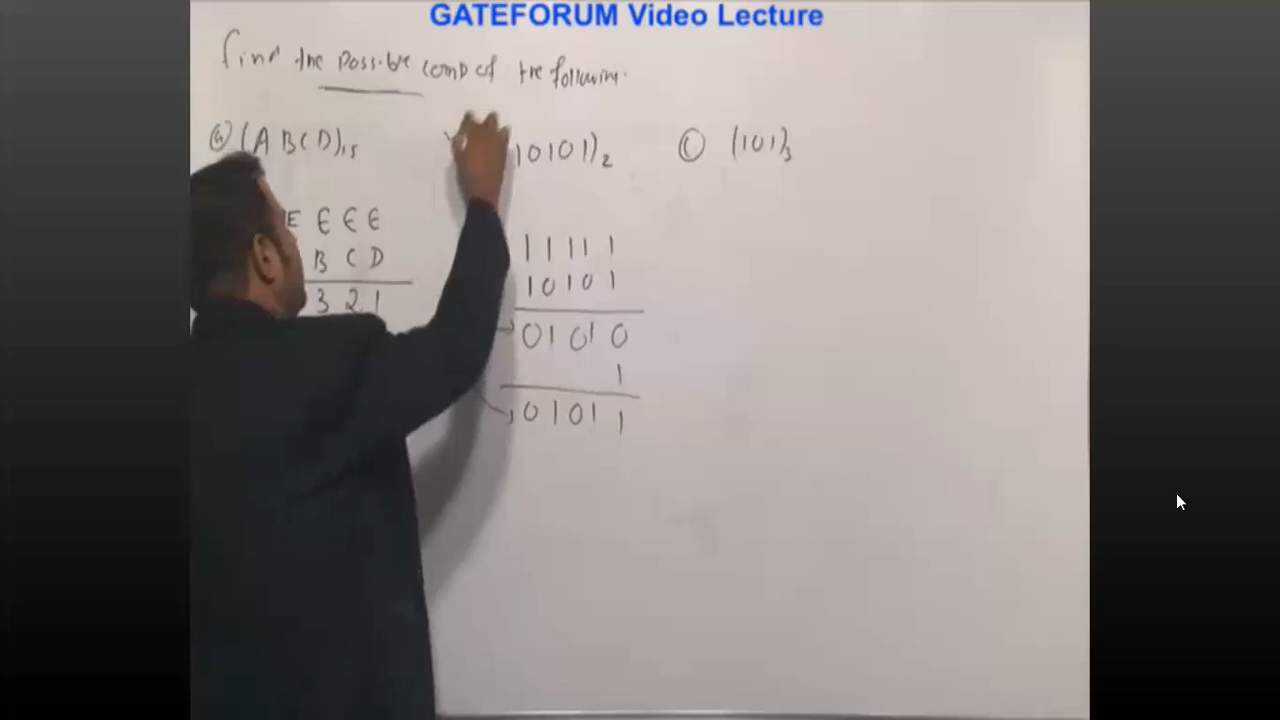 GATEFORUM Video Lecture
Find the possible comp of the following.
(a) (ABCD)15
10101)2
(c) (101)3
E E E E
B C D
3 2 1
1 1 1 1 1
1 0 1 0 1
0 1 0 1 0
1
0 1 0 1 1